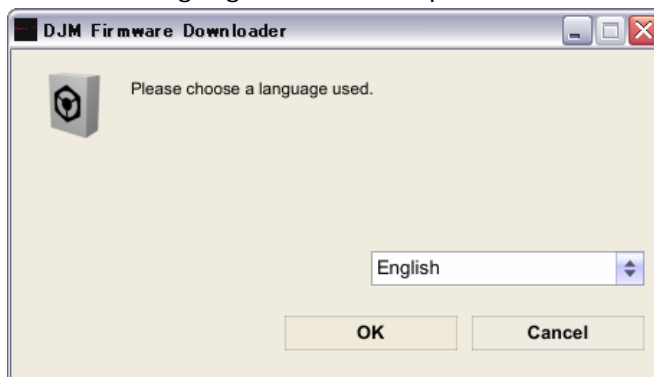 DJM Firmware Downloader
Please choose a language used.
English
OK
Cancel